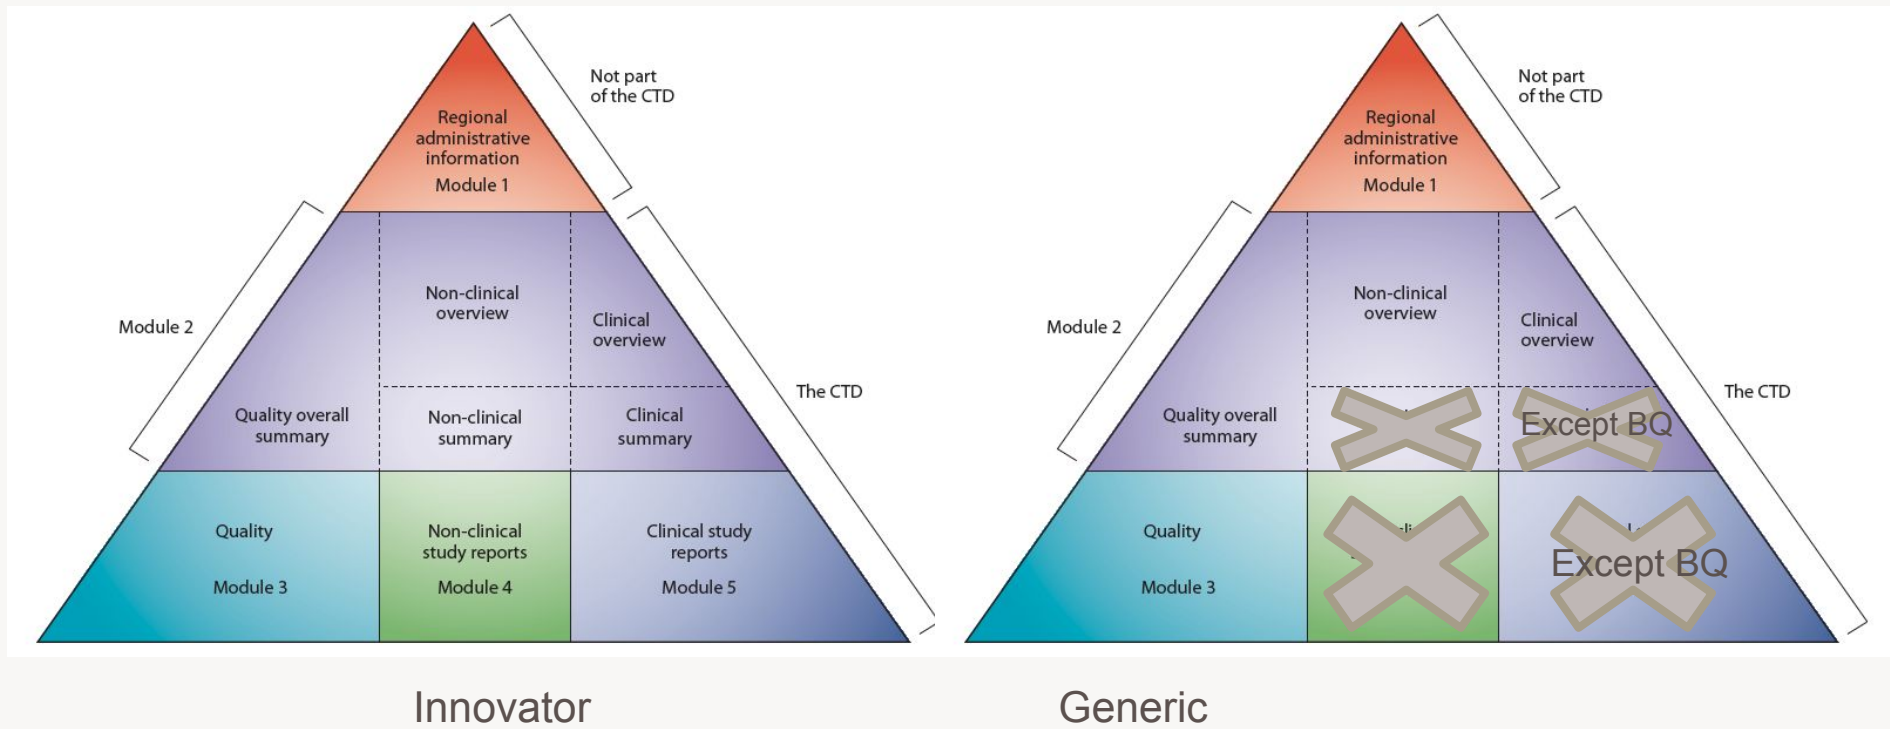 Not part
of the CTD
Regional
administrative
information
Module 1
Module 2
Non-clinical
overview
Clinical
overview
The CTD
Quality overall
summary
Non-clinical
summary
Clinical
summary
Quality
Module 3
Non-clinical
study reports
Module 4
Clinical study
reports
Module 5
Innovator
Not part
of the CTD
Regional
administrative
information
Module 1
Module 2
Non-clinical
overview
Clinical
overview
The CTD
Quality overall
summary
Except BQ
Quality
Module 3
Except BQ
Generic